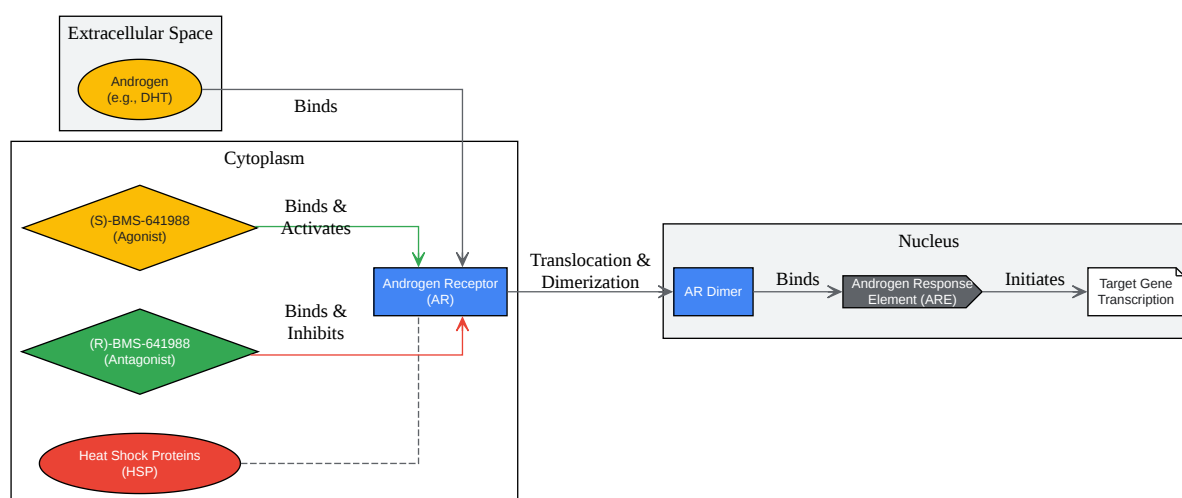 Extracellular Space
Androgen
(e.g., DHT)
Binds
Cytoplasm
(S)-BMS-641988
(Agonist)
Binds &
Activates
Androgen Receptor
(AR)
(R)-BMS-641988
(Antagonist)
Binds &
Inhibits
Heat Shock Proteins
(HSP)
Translocation &
Dimerization
Nucleus
AR Dimer
Binds
Androgen Response
Element (ARE)
Initiates
Target Gene
Transcription